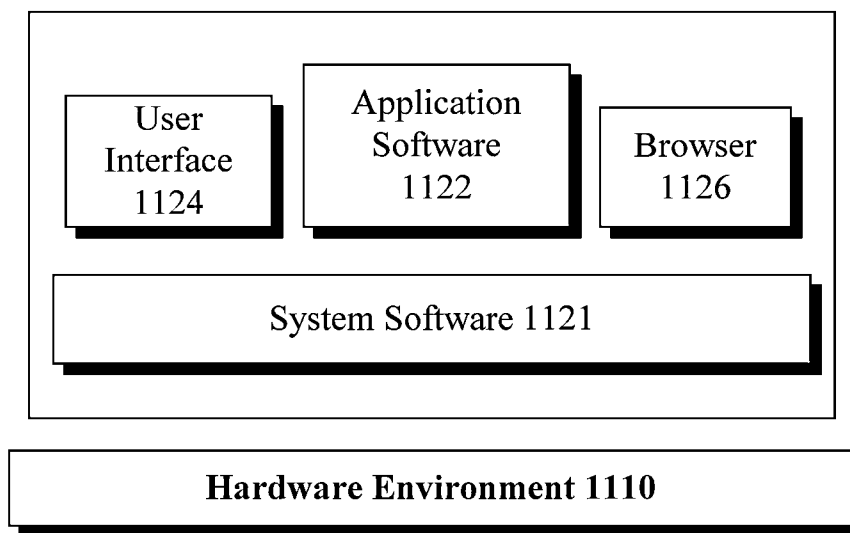 User
Interface
1124
Application
Software
1122
Browser
1126
System Software 1121
Hardware Environment 1110